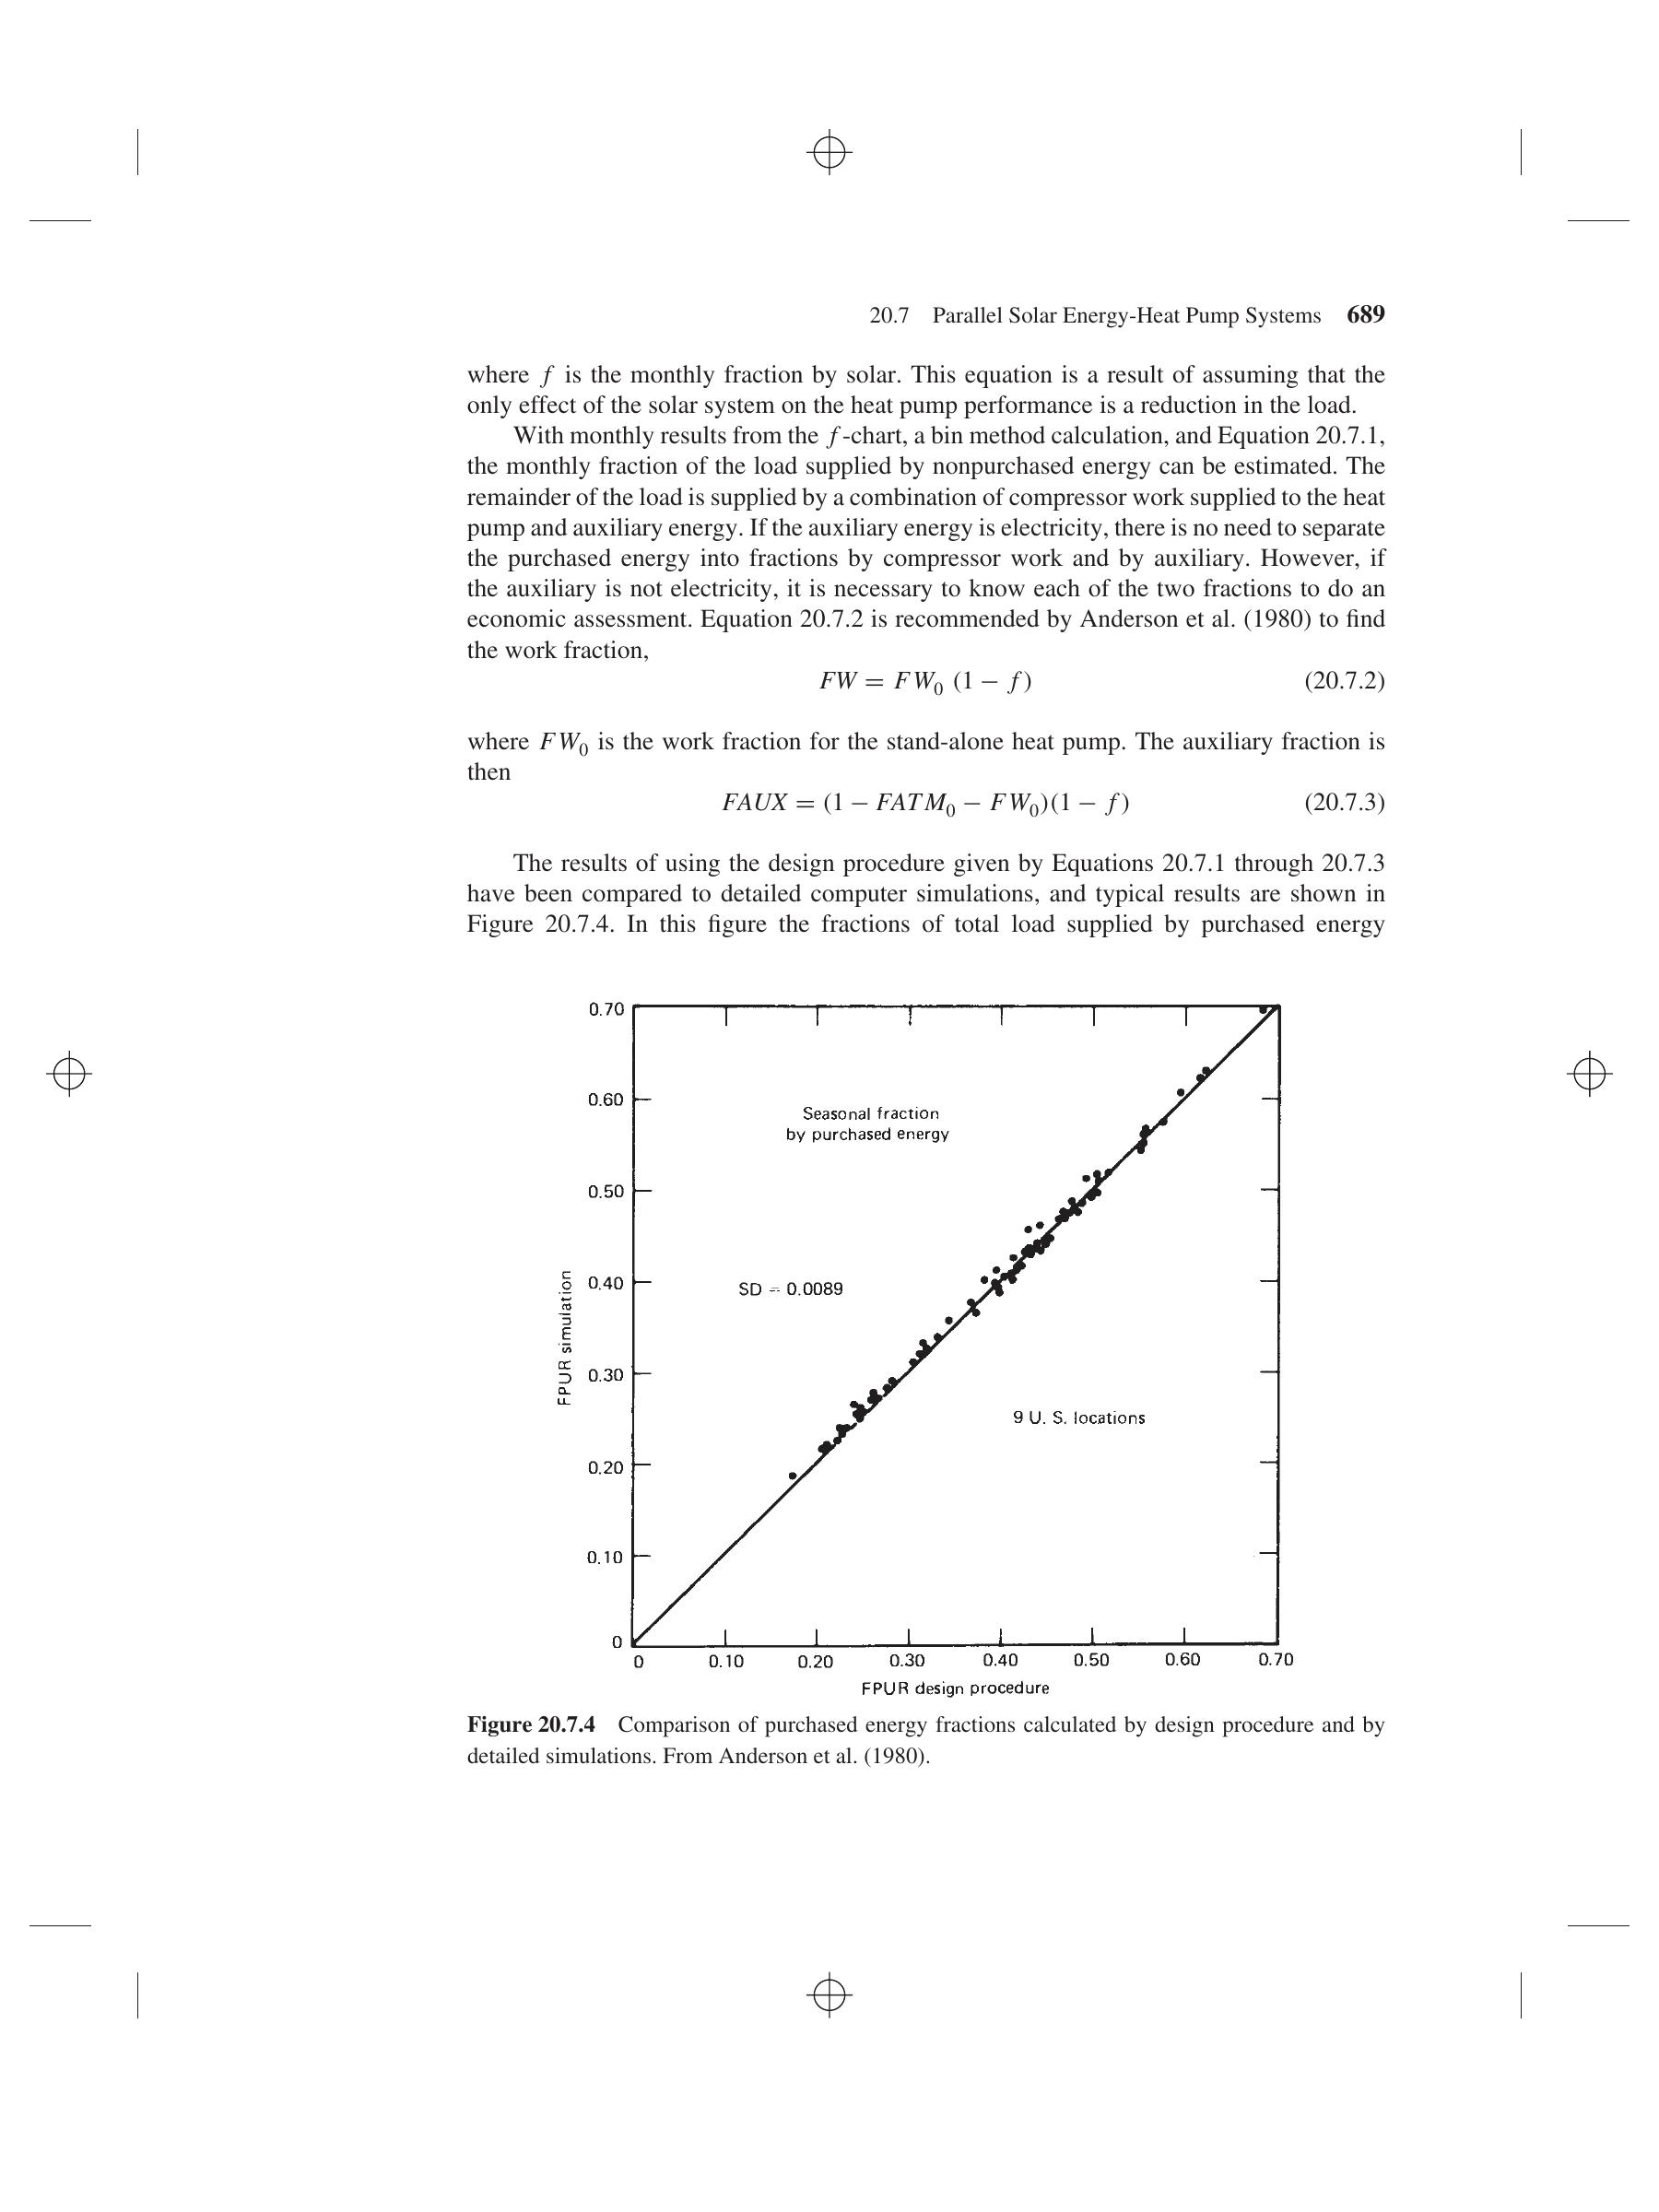 20.7 Parallel Solar Energy-Heat Pump Systems 689
where f is the monthly fraction by solar. This equation is a result of assuming that the
only effect of the solar system on the heat pump performance is a reduction in the load.
With monthly results from the f-chart, a bin method calculation, and Equation 20.7.1,
the monthly fraction of the load supplied by nonpurchased energy can be estimated. The
remainder of the load is supplied by a combination of compressor work supplied to the heat
pump and auxiliary energy. If the auxiliary energy is electricity, there is no need to separate
the purchased energy into fractions by compressor work and by auxiliary. However, if
the auxiliary is not electricity, it is necessary to know each of the two fractions to do an
economic assessment. Equation 20.7.2 is recommended by Anderson et al. (1980) to find
the work fraction,
FW = FW₀ (1 − f) (20.7.2)
where FW₀ is the work fraction for the stand-alone heat pump. The auxiliary fraction is
then
FAUX = (1 − FATM₀ − FW₀)(1 − f) (20.7.3)
The results of using the design procedure given by Equations 20.7.1 through 20.7.3
have been compared to detailed computer simulations, and typical results are shown in
Figure 20.7.4. In this figure the fractions of total load supplied by purchased energy
0.70
0.60
Seasonal fraction
by purchased energy
0.50
FPUR simulation
0.40
SD = 0.0089
0.30
9 U. S. locations
0.20
0.10
0
0 0.10 0.20 0.30 0.40 0.50 0.60 0.70
FPUR design procedure
Figure 20.7.4 Comparison of purchased energy fractions calculated by design procedure and by
detailed simulations. From Anderson et al. (1980).